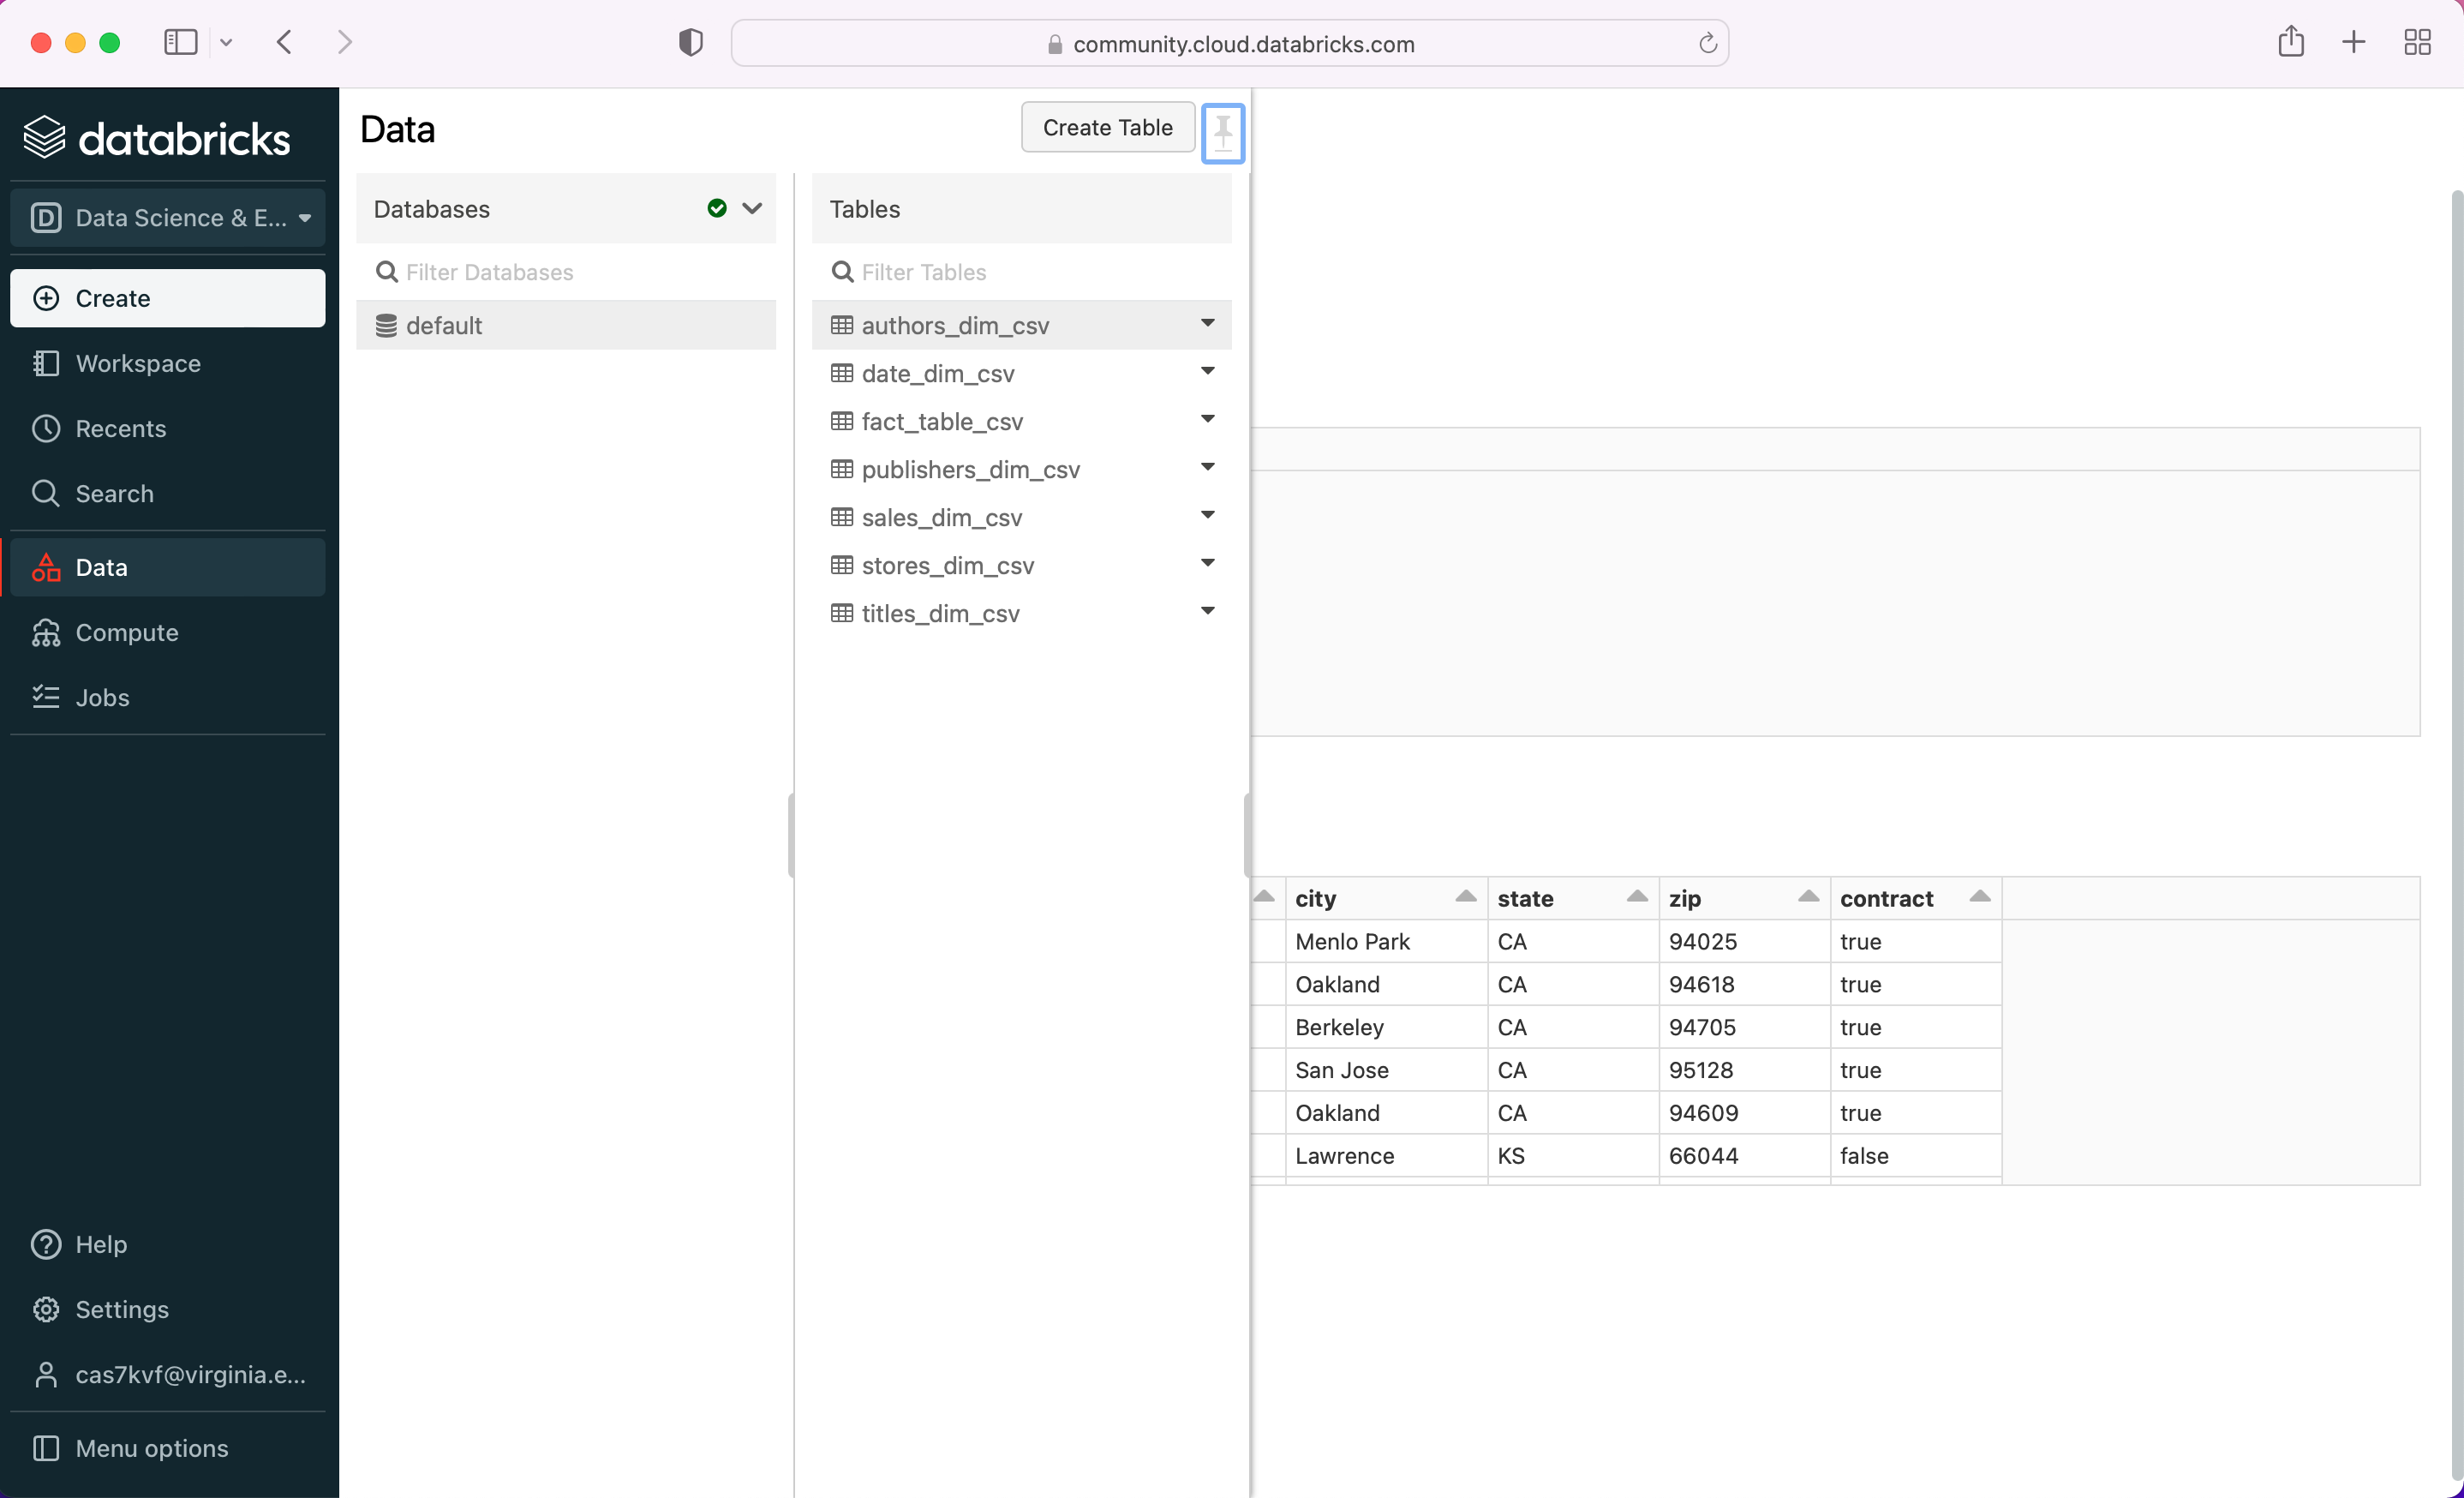 community.cloud.databricks.com
databricks
D Data Science & E...
Create
Workspace
Recents
Search
Data
Compute
Jobs
Help
Settings
cas7kvf@virginia.e...
Menu options
Data
Create Table
Databases
Filter Databases
default
Tables
Filter Tables
authors_dim_csv
date_dim_csv
fact_table_csv
publishers_dim_csv
sales_dim_csv
stores_dim_csv
titles_dim_csv
city state zip contract
Menlo Park CA 94025 true
Oakland CA 94618 true
Berkeley CA 94705 true
San Jose CA 95128 true
Oakland CA 94609 true
Lawrence KS 66044 false